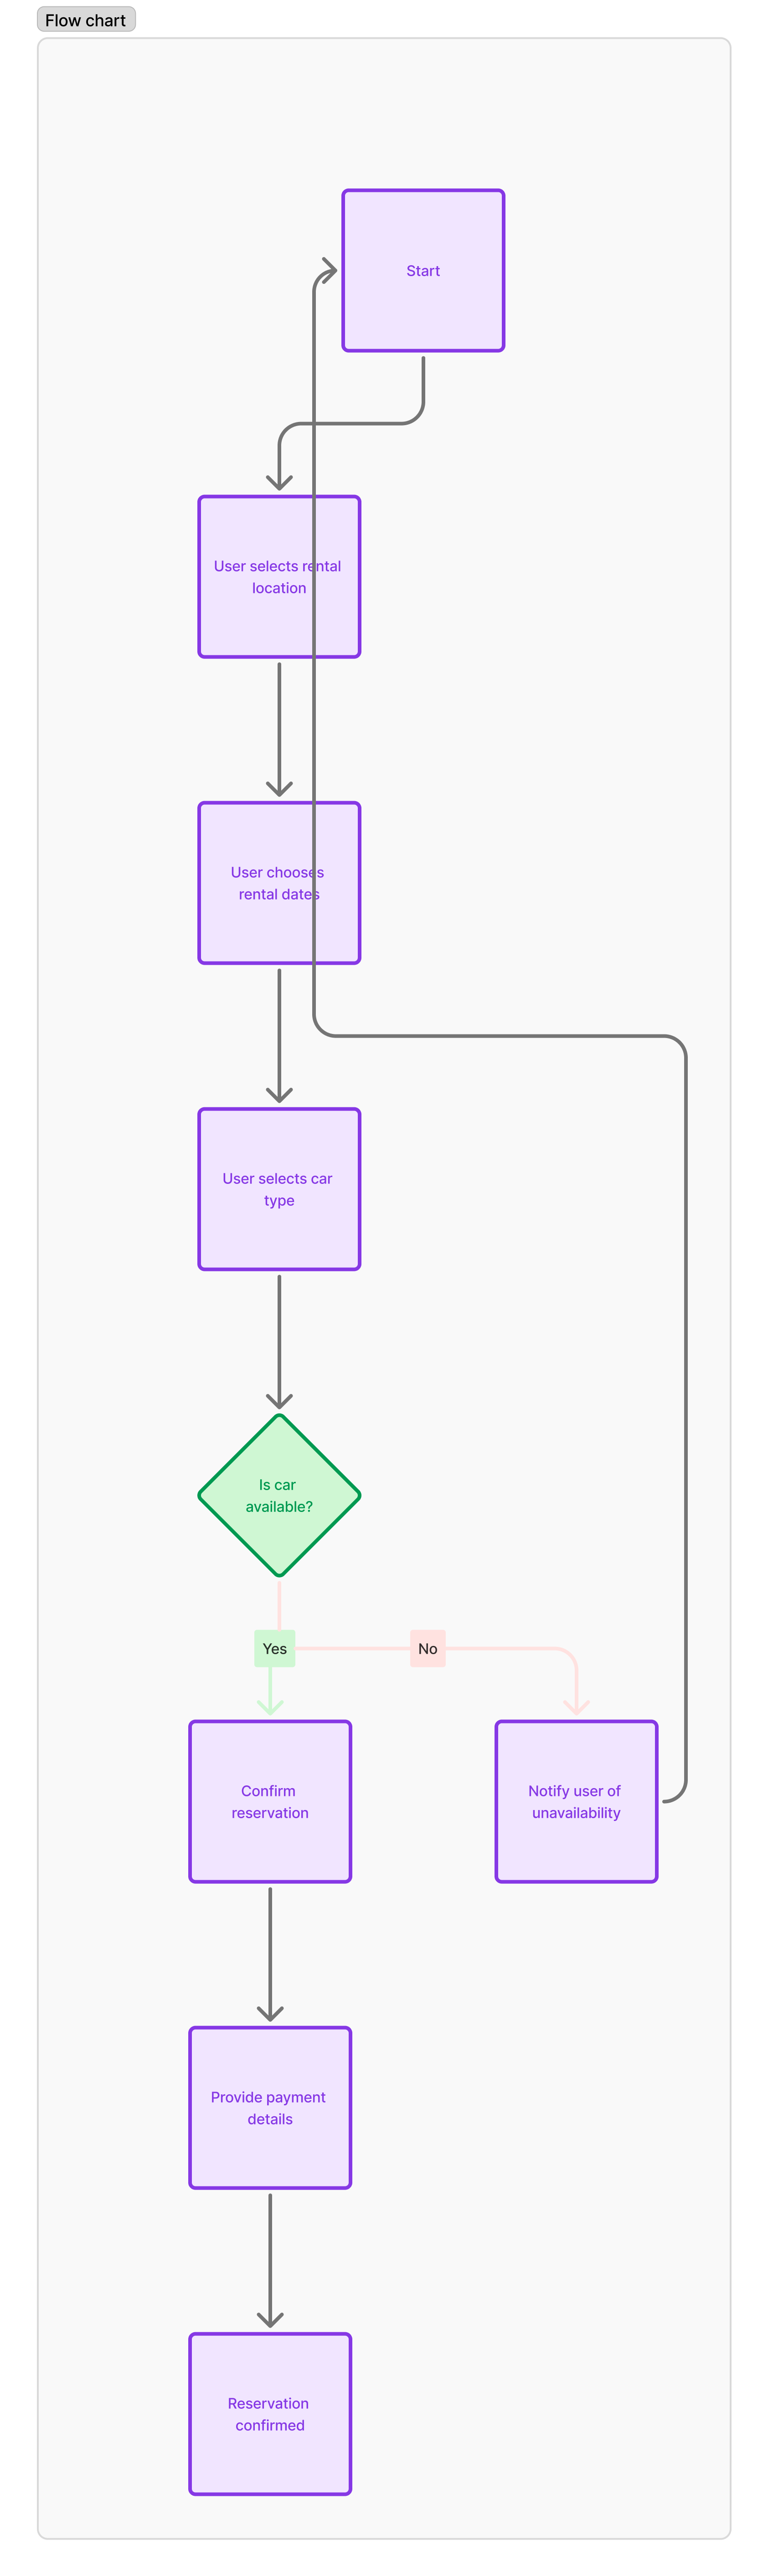 Flow chart
Start
User selects rental
location
User chooses
rental dates
User selects car
type
Is car
available?
Yes
No
Confirm
reservation
Notify user of
unavailability
Provide payment
details
Reservation
confirmed